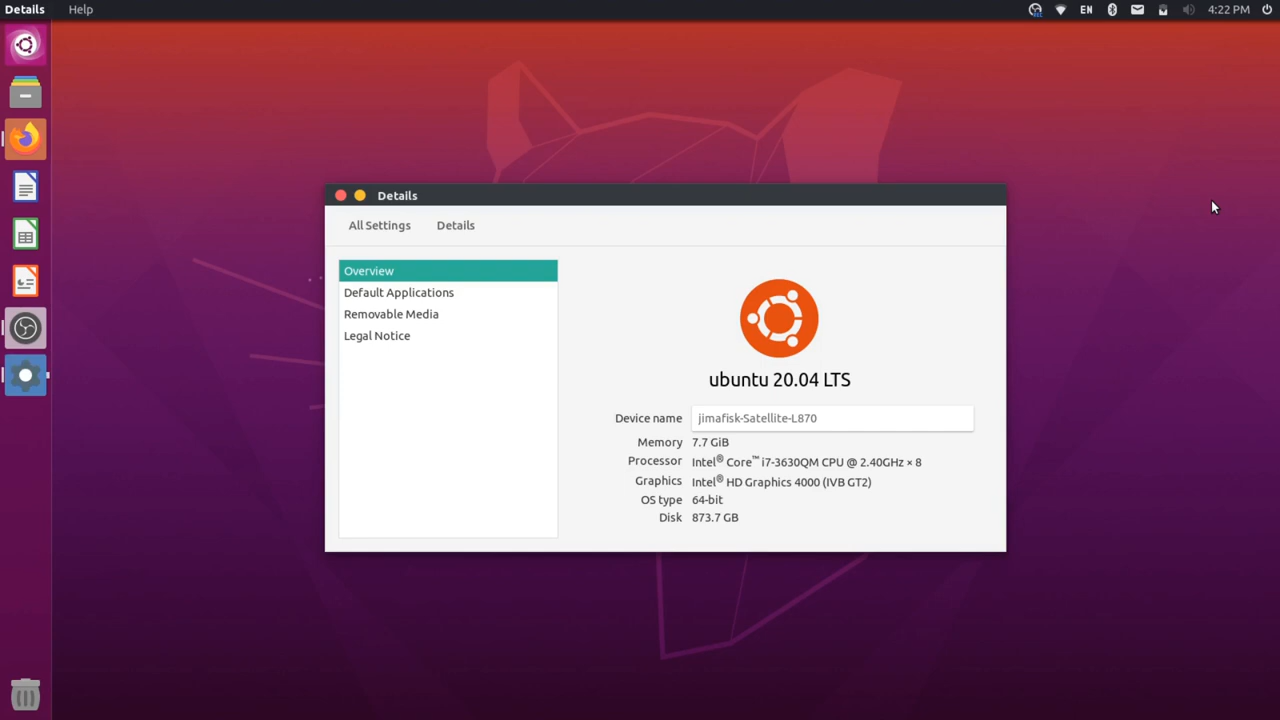 Details Help EN 4:22 PM
Details
All Settings Details
Overview
Default Applications
Removable Media
Legal Notice
ubuntu 20.04 LTS
Device name jimafisk-Satellite-L870
Memory 7.7 GiB
Processor Intel® Core™ i7-3630QM CPU @ 2.40GHz × 8
Graphics Intel® HD Graphics 4000 (IVB GT2)
OS type 64-bit
Disk 873.7 GB